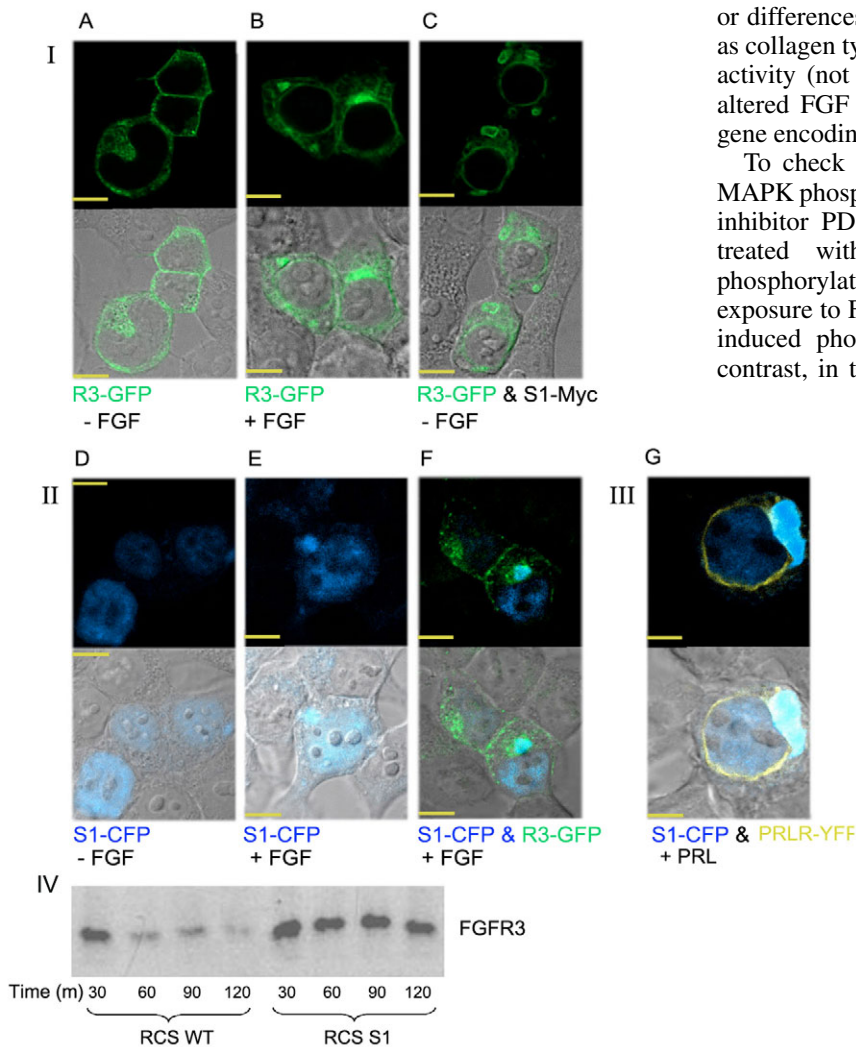 or differences
as collagen ty
activity (not
altered FGF
gene encodin
To check
MAPK phosp
inhibitor PD
treated with
phosphorylat
exposure to F
induced pho
contrast, in t
A B C
I
R3-GFP R3-GFP R3-GFP & S1-Myc
- FGF + FGF - FGF
D E F G
II III
S1-CFP S1-CFP S1-CFP & R3-GFP S1-CFP & PRLR-YFP
- FGF + FGF + FGF + PRL
IV
FGFR3
Time (m) 30 60 90 120 30 60 90 120
RCS WT RCS S1